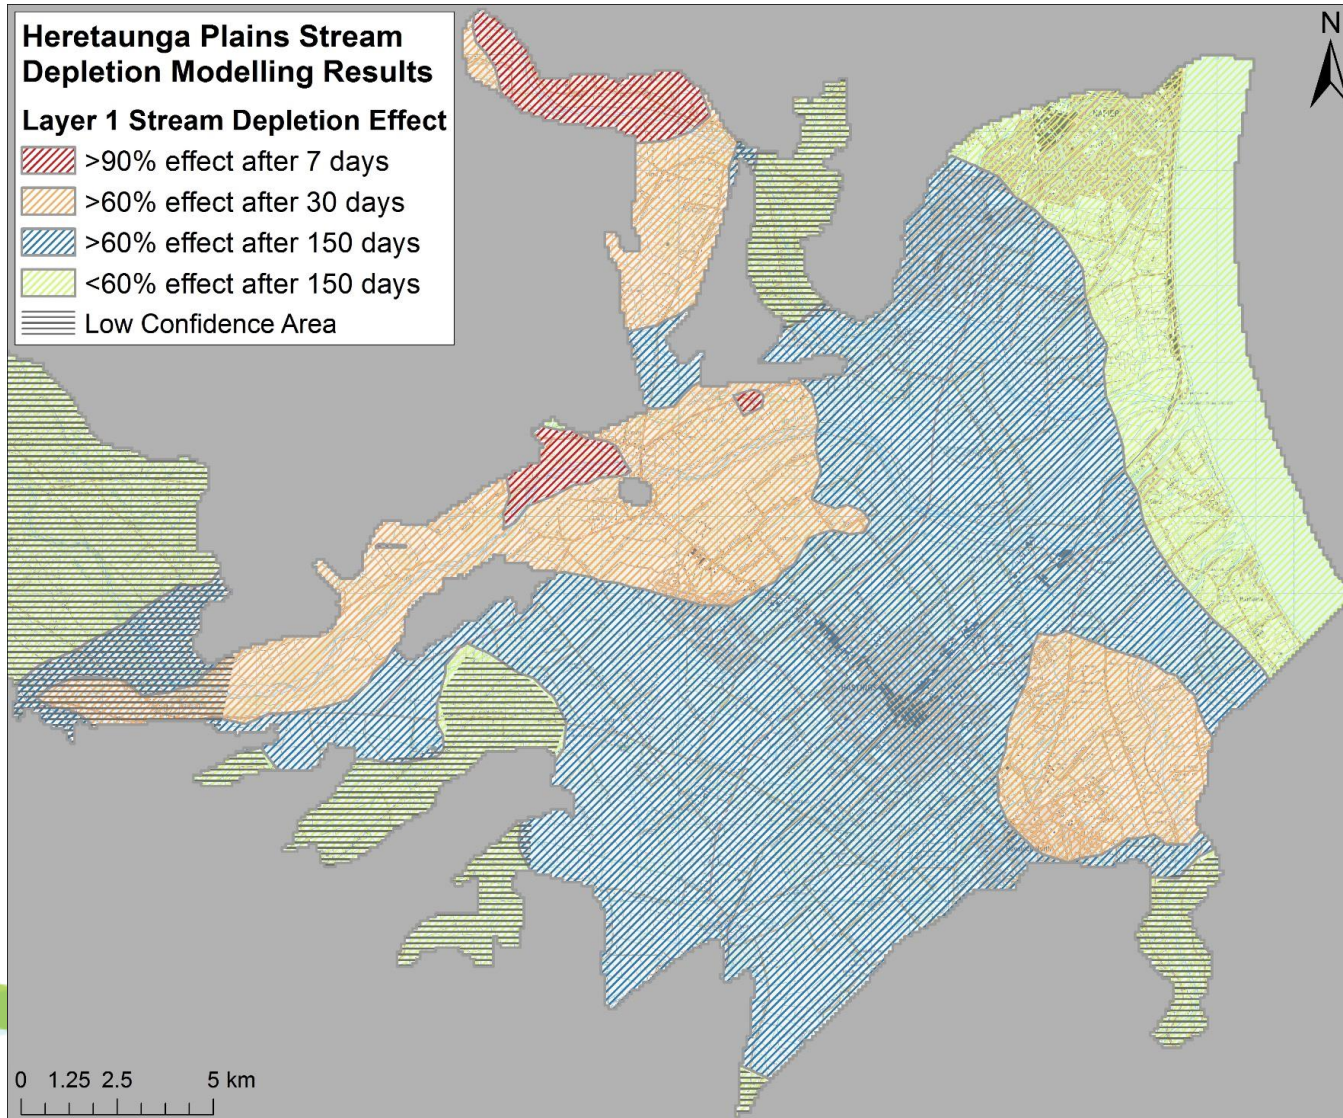 Heretaunga Plains Stream
Depletion Modelling Results
Layer 1 Stream Depletion Effect
>90% effect after 7 days
>60% effect after 30 days
>60% effect after 150 days
<60% effect after 150 days
Low Confidence Area
N
NAPIER
HASTINGS
0 1.25 2.5 5 km